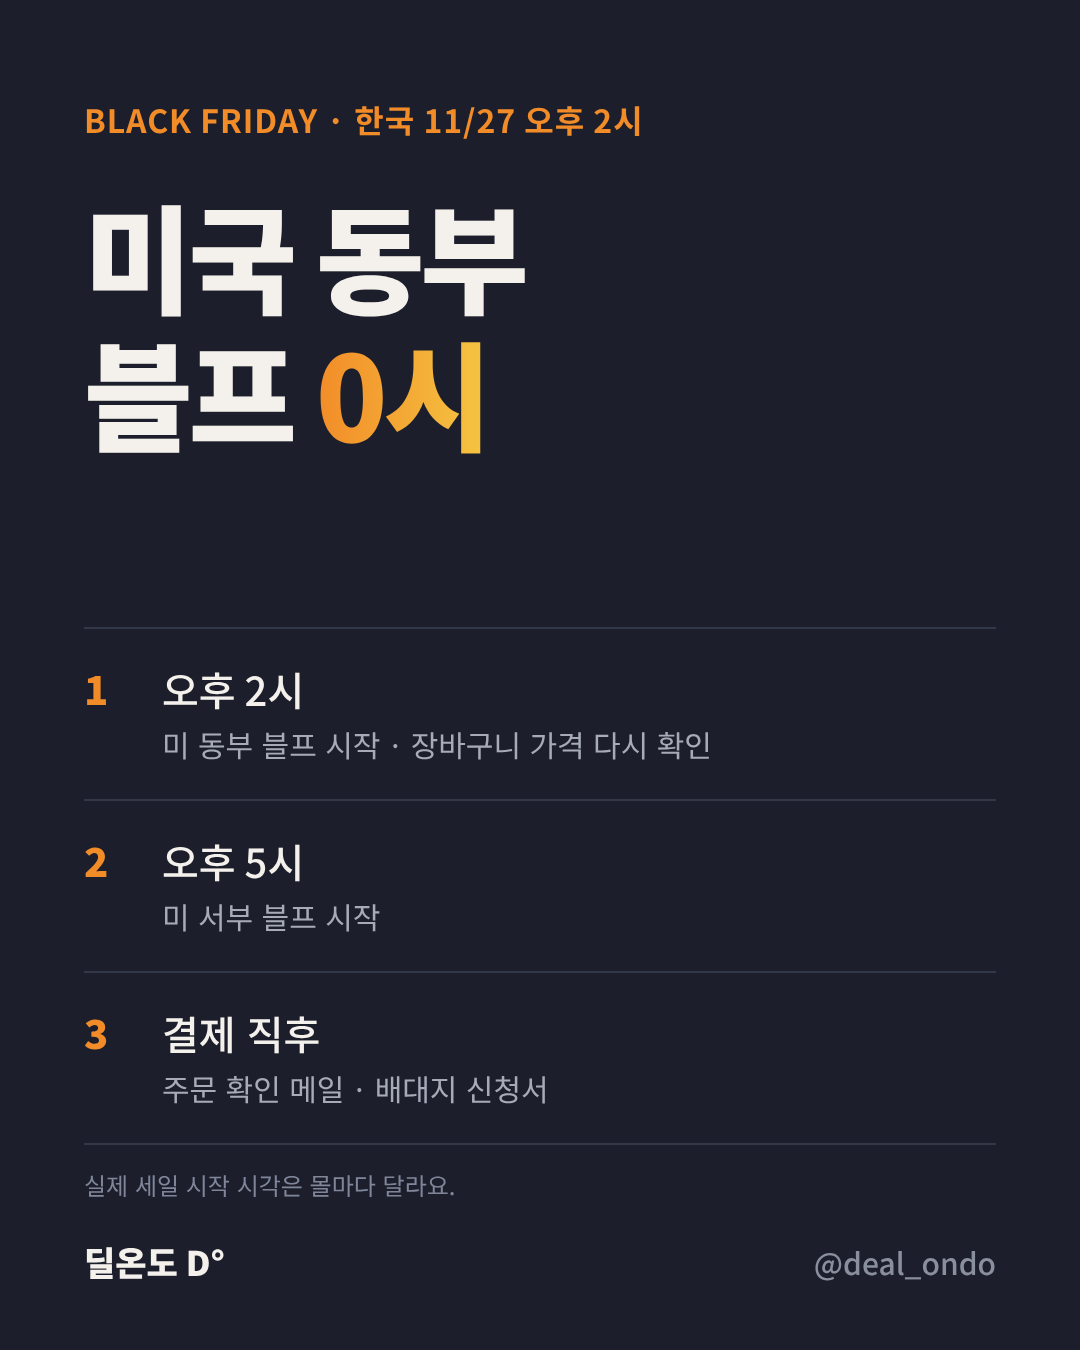 BLACK FRIDAY · 한국 11/27 오후 2시
미국 동부
블프 0시
1 오후 2시
미 동부 블프 시작 · 장바구니 가격 다시 확인
2 오후 5시
미 서부 블프 시작
3 결제 직후
주문 확인 메일 · 배대지 신청서
실제 세일 시작 시각은 몰마다 달라요.
딜온도 D°
@deal_ondo